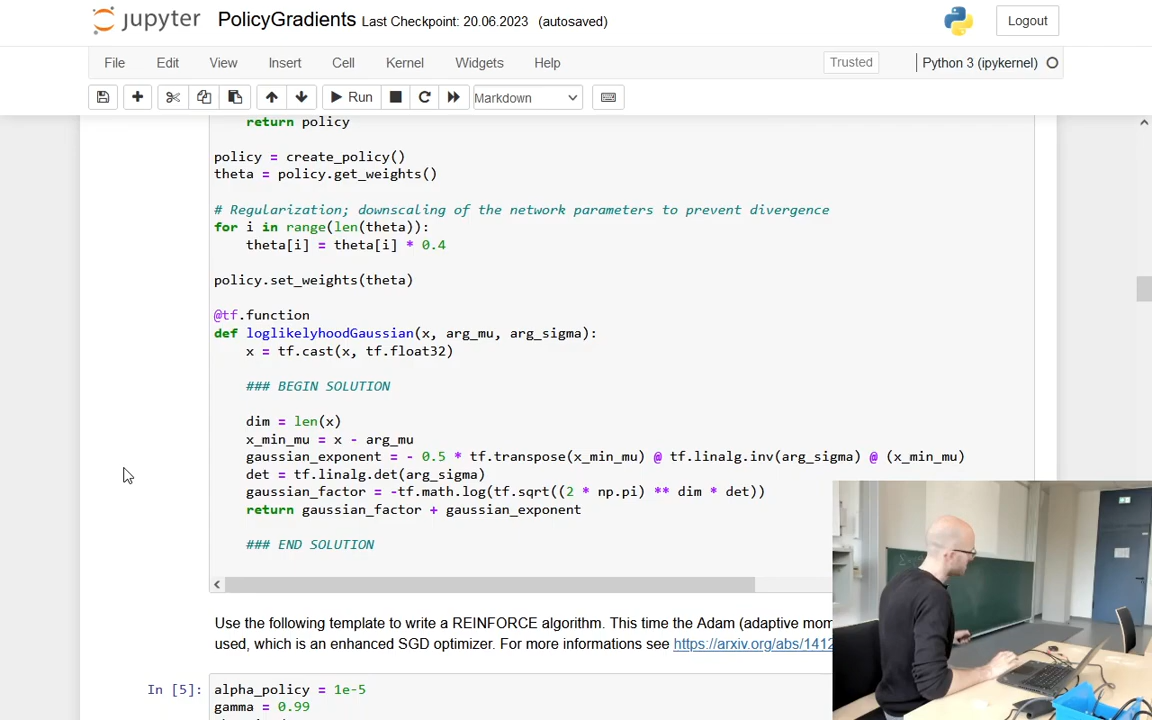 jupyter PolicyGradients Last Checkpoint: 20.06.2023 (autosaved) Logout
File Edit View Insert Cell Kernel Widgets Help Trusted Python 3 (ipykernel)
Run Markdown
return policy
policy = create_policy()
theta = policy.get_weights()
# Regularization; downscaling of the network parameters to prevent divergence
for i in range(len(theta)):
theta[i] = theta[i] * 0.4
policy.set_weights(theta)
@tf.function
def loglikelyhoodGaussian(x, arg_mu, arg_sigma):
x = tf.cast(x, tf.float32)
### BEGIN SOLUTION
dim = len(x)
x_min_mu = x - arg_mu
gaussian_exponent = - 0.5 * tf.transpose(x_min_mu) @ tf.linalg.inv(arg_sigma) @ (x_min_mu)
det = tf.linalg.det(arg_sigma)
gaussian_factor = -tf.math.log(tf.sqrt((2 * np.pi) ** dim * det))
return gaussian_factor + gaussian_exponent
### END SOLUTION
Use the following template to write a REINFORCE algorithm. This time the Adam (adaptive mom
used, which is an enhanced SGD optimizer. For more informations see https://arxiv.org/abs/1412
In [5]: alpha_policy = 1e-5
gamma = 0.99